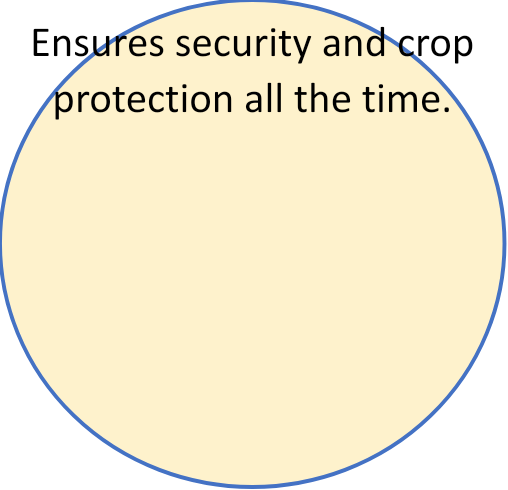 Ensures security and crop
protection all the time.